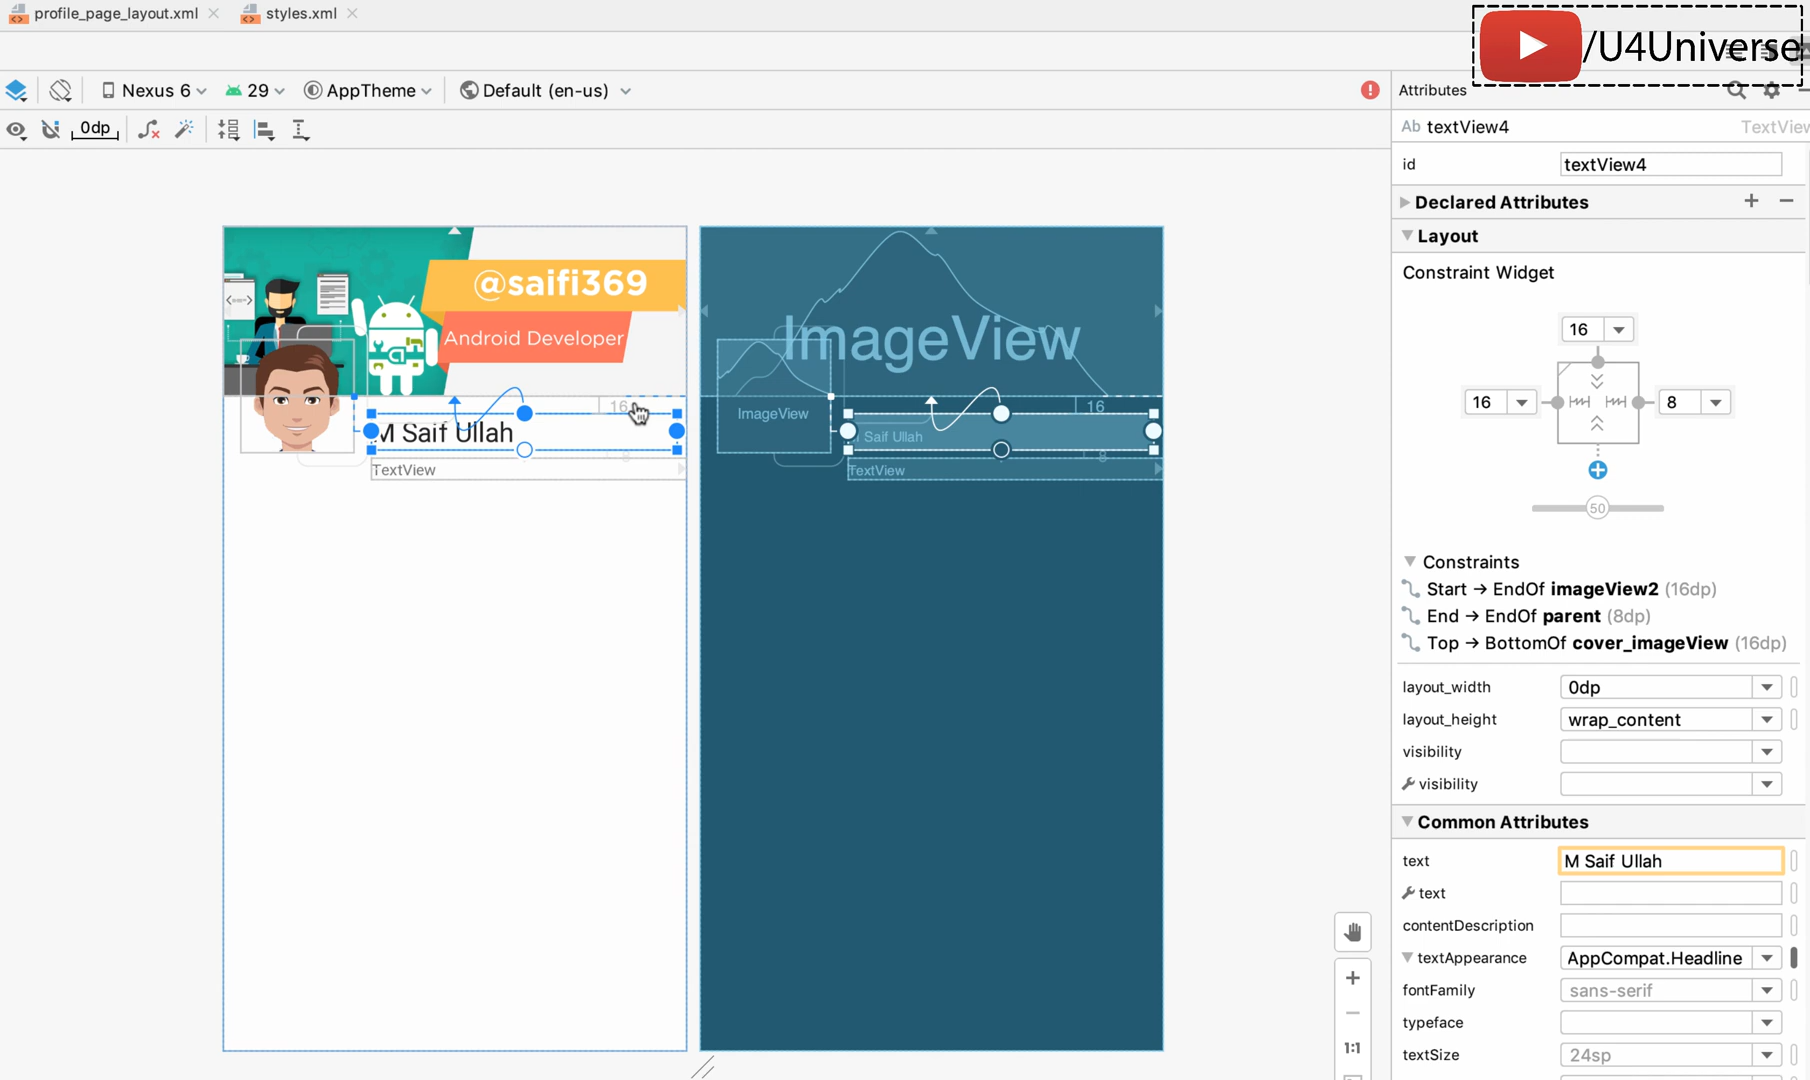 profile_page_layout.xml
styles.xml
/U4Universe
Nexus 6
29
AppTheme
Default (en-us)
Attributes
0dp
Ab textView4
id
textView4
Declared Attributes
Layout
Constraint Widget
16
16
8
50
@saifi369
Android Developer
16
M Saif Ullah
8
TextView
ImageView
ImageView
16
Saif Ullah
8
TextView
Constraints
Start → EndOf imageView2 (16dp)
End → EndOf parent (8dp)
Top → BottomOf cover_imageView (16dp)
layout_width
0dp
layout_height
wrap_content
visibility
visibility
Common Attributes
text
M Saif Ullah
text
contentDescription
textAppearance
AppCompat.Headline
fontFamily
sans-serif
typeface
textSize
24sp
1:1